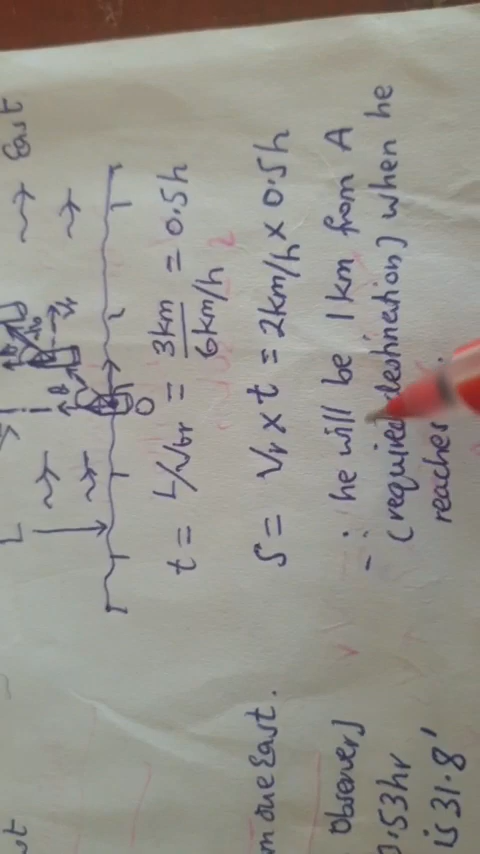 East
L
O
t = L/Vbr = 3km / 6km/h = 0.5h
S = Vr x t = 2km/h x 0.5h
∴ he will be 1km from A
(required destination) when he
reaches.
m due East.
Observer]
0.53hr
is 31.8'